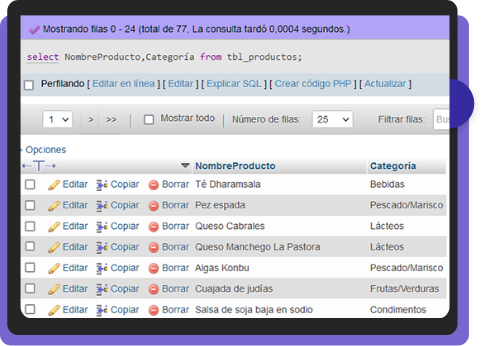 Mostrando filas 0 - 24 (total de 77, La consulta tardó 0,0004 segundos.)
select NombreProducto,Categoría from tbl_productos;
Perfilando [ Editar en línea ] [ Editar ] [ Explicar SQL ] [ Crear código PHP ] [ Actualizar ]
1 > >> | Mostrar todo | Número de filas: 25 Filtrar filas: Bus
Opciones
←T→ NombreProducto Categoría
Editar Copiar Borrar Té Dharamsala Bebidas
Editar Copiar Borrar Pez espada Pescado/Marisco
Editar Copiar Borrar Queso Cabrales Lácteos
Editar Copiar Borrar Queso Manchego La Pastora Lácteos
Editar Copiar Borrar Algas Konbu Pescado/Marisco
Editar Copiar Borrar Cuajada de judías Frutas/Verduras
Editar Copiar Borrar Salsa de soja baja en sodio Condimentos